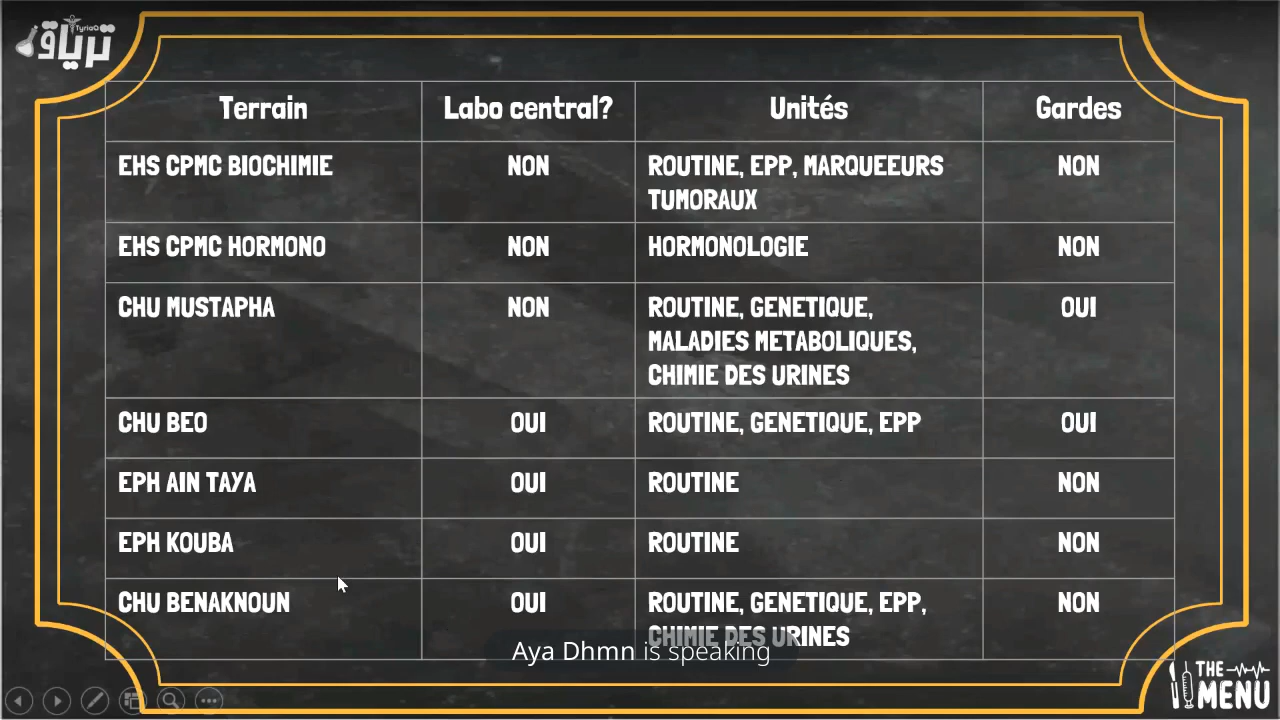 ترياق
TyriaQ
Terrain Labo central? Unités Gardes
EHS CPMC BIOCHIMIE NON ROUTINE, EPP, MARQUEEURS NON
TUMORAUX
EHS CPMC HORMONO NON HORMONOLOGIE NON
CHU MUSTAPHA NON ROUTINE, GENETIQUE, OUI
MALADIES METABOLIQUES,
CHIMIE DES URINES
CHU BEO OUI ROUTINE, GENETIQUE, EPP OUI
EPH AIN TAYA OUI ROUTINE NON
EPH KOUBA OUI ROUTINE NON
CHU BENAKNOUN OUI ROUTINE, GENETIQUE, EPP, NON
CHIMIE DES URINES
Aya Dhmn is speaking
THE
MENU